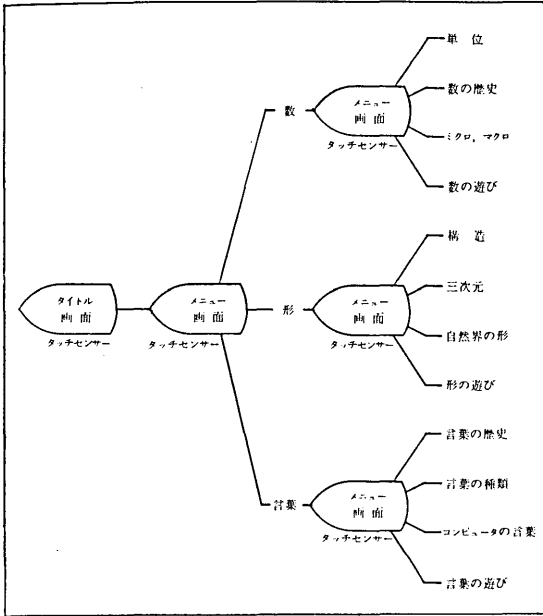 タイトル
画面
タッチセンサー
メニュー
画面
タッチセンサー
数
メニュー
画面
タッチセンサー
単位
数の歴史
ミクロ，マクロ
数の遊び
形
メニュー
画面
タッチセンサー
構造
三次元
自然界の形
形の遊び
言葉
メニュー
画面
タッチセンサー
言葉の歴史
言葉の種類
コンピュータの言葉
言葉の遊び